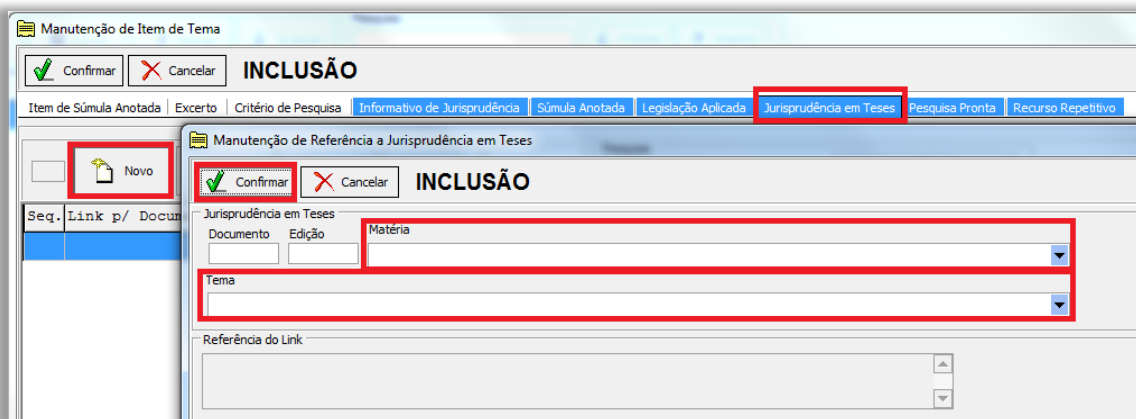 Manutenção de Item de Tema
Confirmar Cancelar INCLUSÃO
Item de Súmula Anotada Excerto Critério de Pesquisa Informativo de Jurisprudência Súmula Anotada Legislação Aplicada Jurisprudência em Teses Pesquisa Pronta Recurso Repetitivo
Manutenção de Referência a Jurisprudência em Teses
Novo
Confirmar Cancelar INCLUSÃO
Seq. Link p/ Docum
Jurisprudência em Teses
Documento Edição Matéria
Tema
Referência do Link